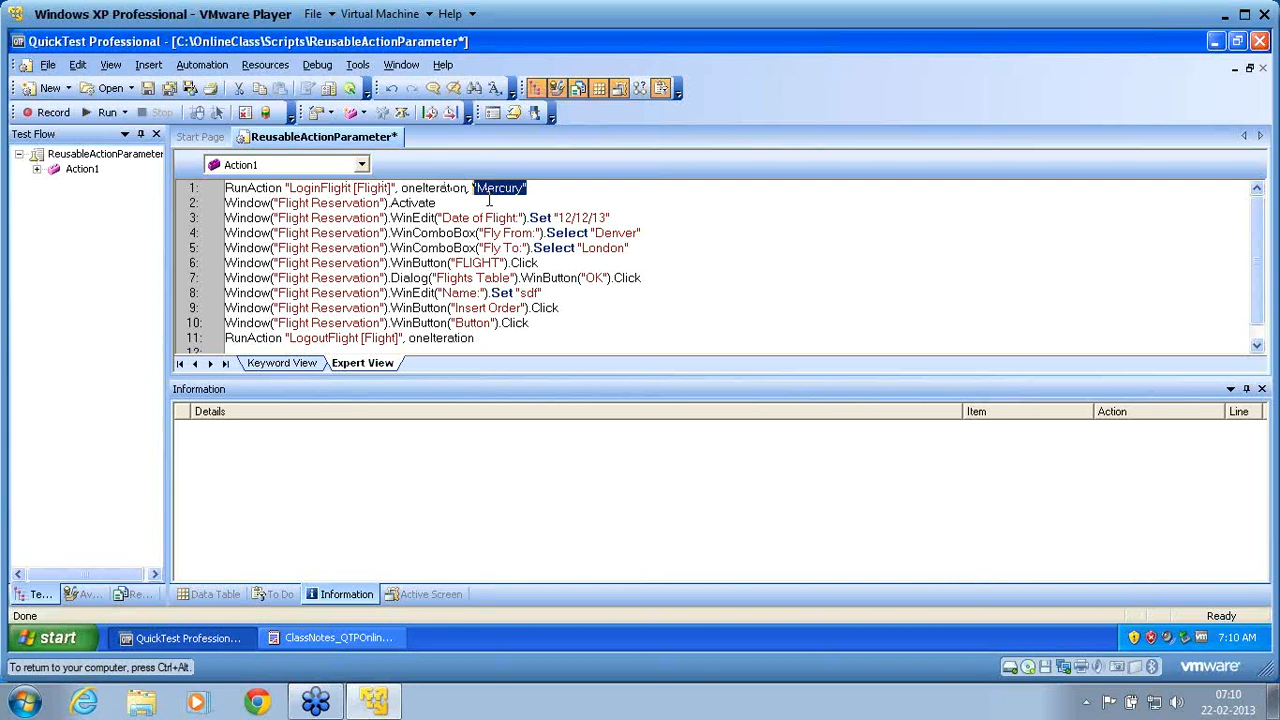 Windows XP Professional - VMware Player File Virtual Machine Help
QuickTest Professional - [C:\OnlineClass\Scripts\ReusableActionParameter*]
File Edit View Insert Automation Resources Debug Tools Window Help
New Open
Record Run Stop
Test Flow
Start Page ReusableActionParameter*
ReusableActionParameter
Action1
Action1
1: RunAction "LoginFlight [Flight]", oneIteration, "Mercury"
2: Window("Flight Reservation").Activate
3: Window("Flight Reservation").WinEdit("Date of Flight:").Set "12/12/13"
4: Window("Flight Reservation").WinComboBox("Fly From:").Select "Denver"
5: Window("Flight Reservation").WinComboBox("Fly To:").Select "London"
6: Window("Flight Reservation").WinButton("FLIGHT").Click
7: Window("Flight Reservation").Dialog("Flights Table").WinButton("OK").Click
8: Window("Flight Reservation").WinEdit("Name:").Set "sdf"
9: Window("Flight Reservation").WinButton("Insert Order").Click
10: Window("Flight Reservation").WinButton("Button").Click
11: RunAction "LogoutFlight [Flight]", oneIteration
12:
Keyword View Expert View
Information
Details Item Action Line
Te... Av... Re... Data Table To Do Information Active Screen
Done Ready
start QuickTest Profession... ClassNotes_QTPOnlin... 7:10 AM
To return to your computer, press Ctrl+Alt. vmware
07:10
22-02-2013